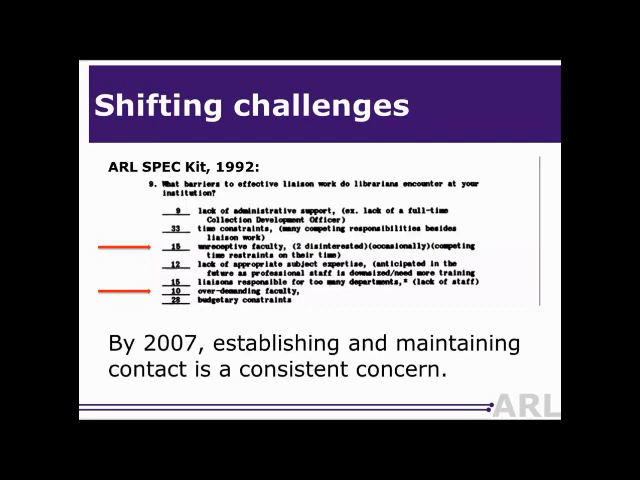 Shifting challenges
ARL SPEC Kit, 1992:
9. What barriers to effective liaison work do librarians encounter at your
institution?
9 lack of administrative support, (ex. lack of a full-time
Collection Development Officer)
33 time constraints, (many competing responsibilities besides
liaison work)
15 unreceptive faculty, (2 disinterested)(occasionally)(competing
time restraints on their time)
12 lack of appropriate subject expertise, (anticipated in the
future as professional staff is downsized/need more training
15 liaisons responsible for too many departments,* (lack of staff)
10 over-demanding faculty,
28 budgetary constraints
By 2007, establishing and maintaining
contact is a consistent concern.
ARL